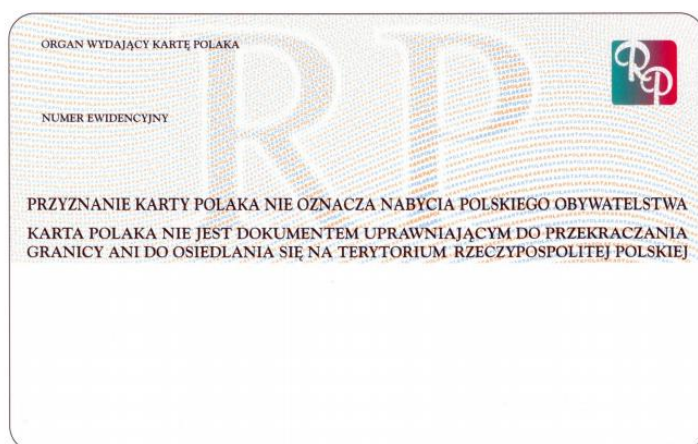 ORGAN WYDAJĄCY KARTĘ POLAKA
RP
NUMER EWIDENCYJNY
RP
PRZYZNANIE KARTY POLAKA NIE OZNACZA NABYCIA POLSKIEGO OBYWATELSTWA
KARTA POLAKA NIE JEST DOKUMENTEM UPRAWNIAJĄCYM DO PRZEKRACZANIA
GRANICY ANI DO OSIEDLANIA SIĘ NA TERYTORIUM RZECZYPOSPOLITEJ POLSKIEJ